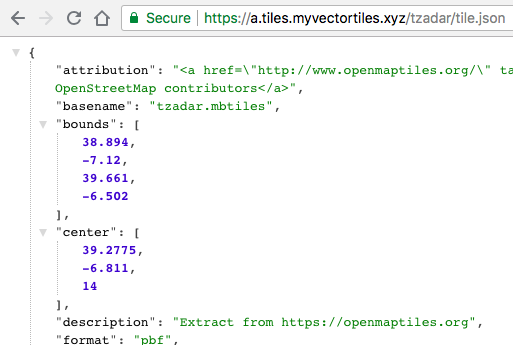 Secure https://a.tiles.myvectortiles.xyz/tzadar/tile.json
{
"attribution": "<a href=\"http://www.openmaptiles.org/\" ta
OpenStreetMap contributors</a>",
"basename": "tzadar.mbtiles",
"bounds": [
38.894,
-7.12,
39.661,
-6.502
],
"center": [
39.2775,
-6.811,
14
],
"description": "Extract from https://openmaptiles.org",
"format": "pbf",